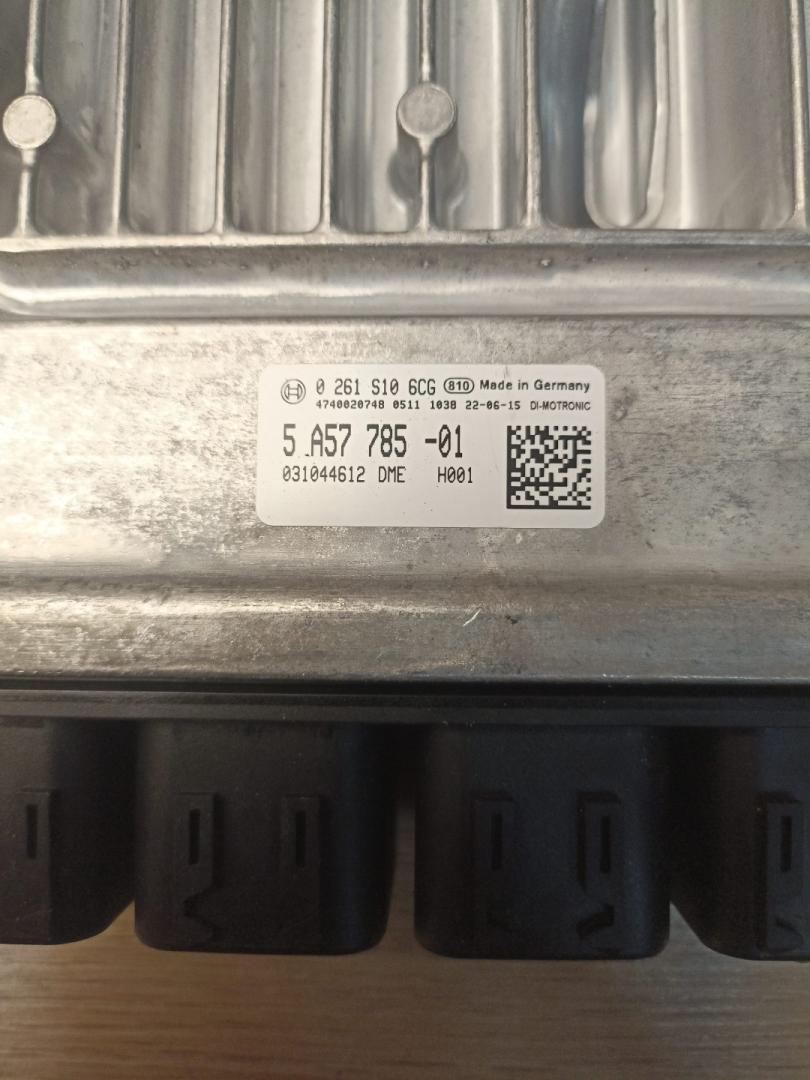 0 261 S10 6CG 810 Made in Germany
4740020748 0511 1038 22-06-15 DI-MOTRONIC
5 A57 785 -01
031044612 DME H001